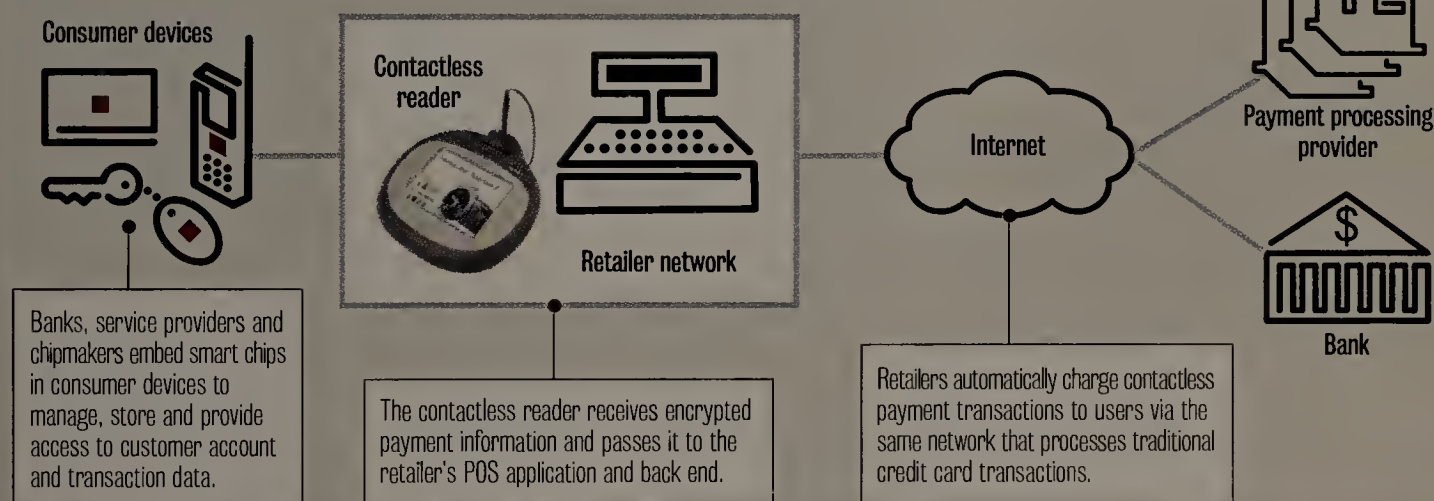 Consumer devices
Banks, service providers and
chipmakers embed smart chips
in consumer devices to
manage, store and provide
access to customer account
and transaction data.
Contactless
reader
Retailer network
The contactless reader receives encrypted
payment information and passes it to the
retailer's POS application and back end.
Internet
Retailers automatically charge contactless
payment transactions to users via the
same network that processes traditional
credit card transactions.
Payment processing
provider
$
Bank